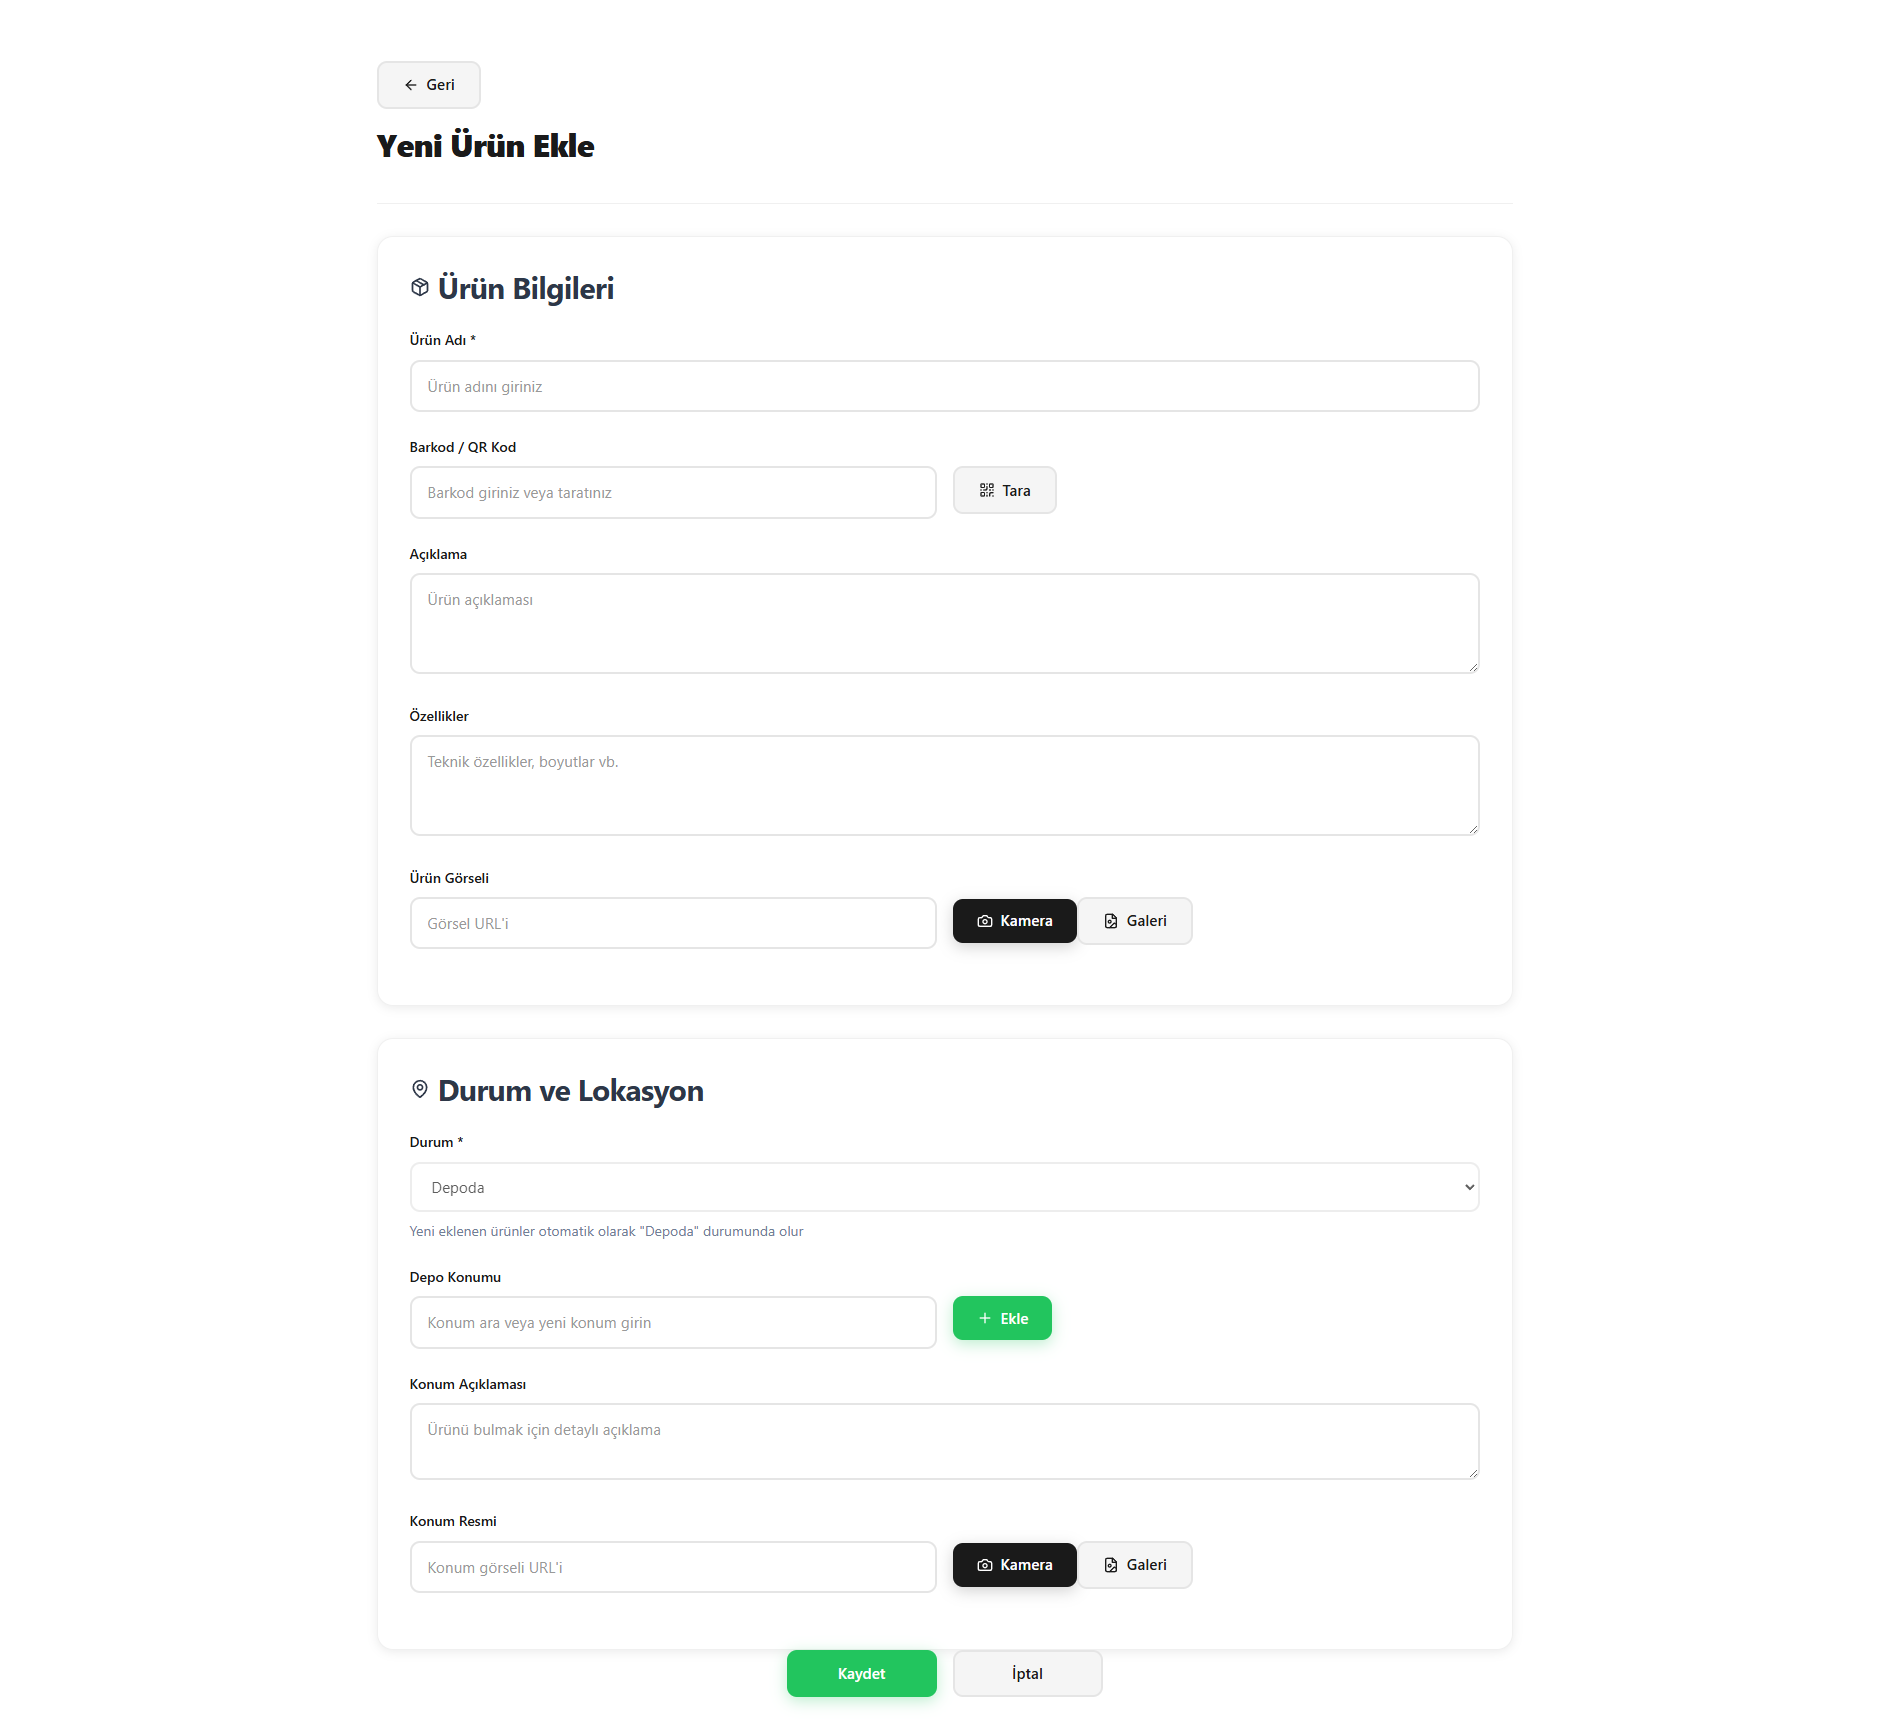 Geri
Yeni Ürün Ekle
Ürün Bilgileri
Ürün Adı *
Ürün adını giriniz
Barkod / QR Kod
Barkod giriniz veya taratınız
Tara
Açıklama
Ürün açıklaması
Özellikler
Teknik özellikler, boyutlar vb.
Ürün Görseli
Görsel URL'i
Kamera
Galeri
Durum ve Lokasyon
Durum *
Depoda
Yeni eklenen ürünler otomatik olarak "Depoda" durumunda olur
Depo Konumu
Konum ara veya yeni konum girin
Ekle
Konum Açıklaması
Ürünü bulmak için detaylı açıklama
Konum Resmi
Konum görseli URL'i
Kamera
Galeri
Kaydet
İptal